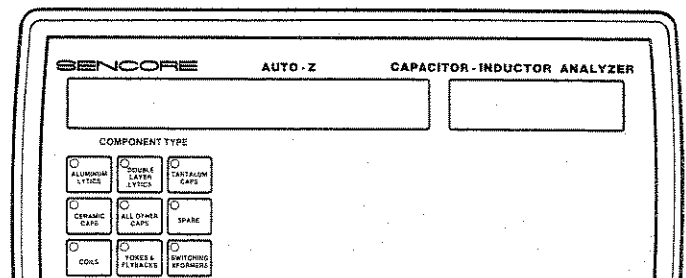 SENCORE AUTO-Z CAPACITOR-INDUCTOR ANALYZER
COMPONENT TYPE
ALUMINUM LYTICS
DOUBLE LAYER LYTICS
TANTALUM CAPS
CERAMIC CAPS
ALL OTHER CAPS
SPARE
COILS
YOKES & FLYBACKS
SWITCHING XFORMERS